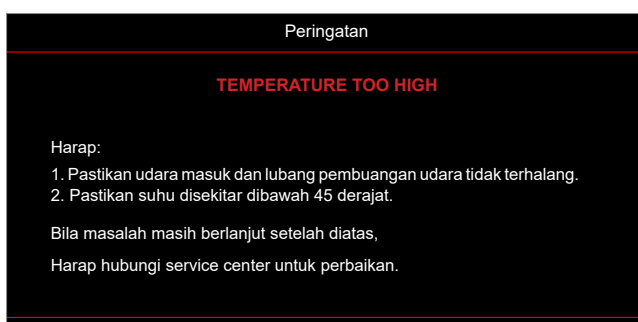 Peringatan
TEMPERATURE TOO HIGH
Harap:
1. Pastikan udara masuk dan lubang pembuangan udara tidak terhalang.
2. Pastikan suhu disekitar dibawah 45 derajat.
Bila masalah masih berlanjut setelah diatas,
Harap hubungi service center untuk perbaikan.